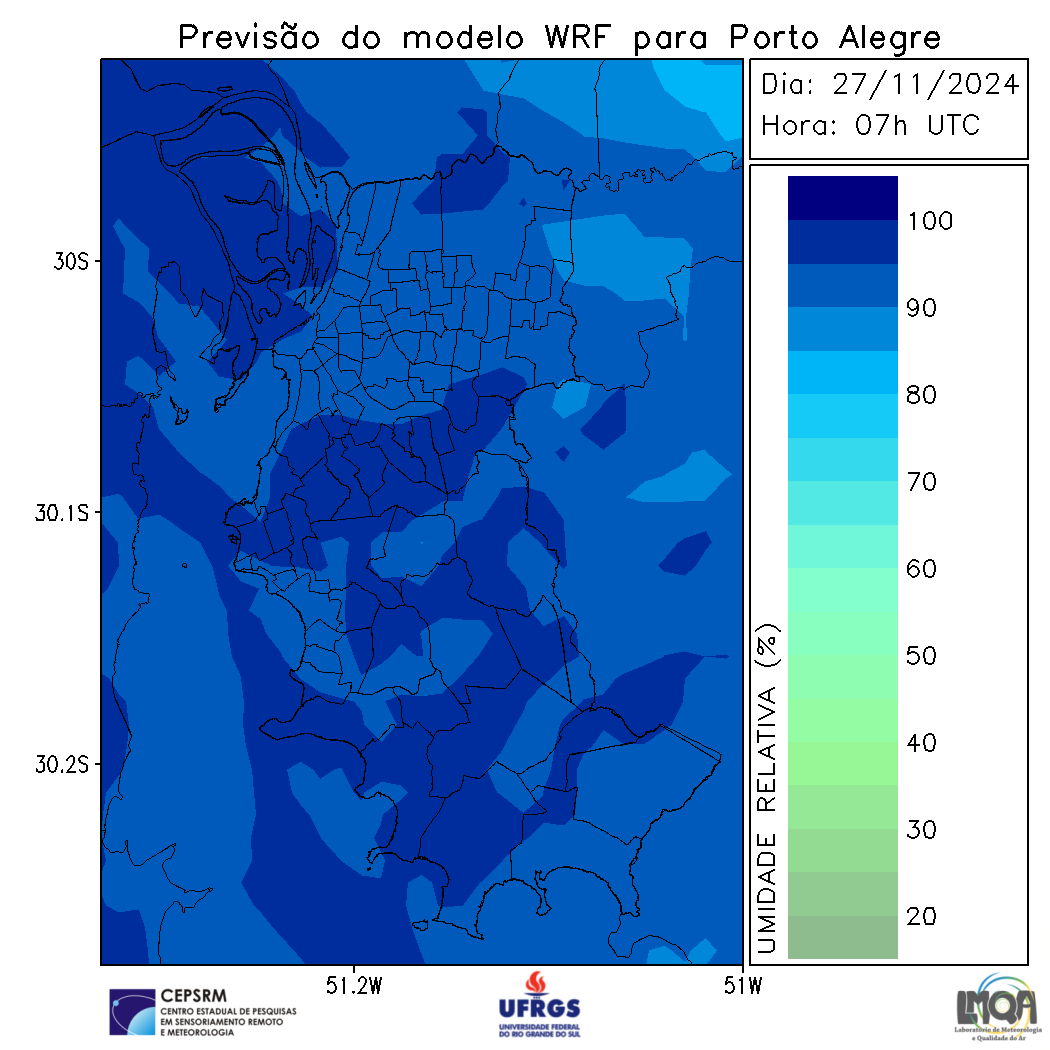 Previsão do modelo WRF para Porto Alegre
Dia: 27/11/2024
Hora: 07h UTC
30S
30.1S
30.2S
51.2W
51W
UMIDADE RELATIVA (%)
100
90
80
70
60
50
40
30
20
CEPSRM
CENTRO ESTADUAL DE PESQUISAS
EM SENSORIAMENTO REMOTO
E METEOROLOGIA
UFRGS
UNIVERSIDADE FEDERAL
DO RIO GRANDE DO SUL
LMQA
Laboratório de Meteorologia
e Qualidade do Ar